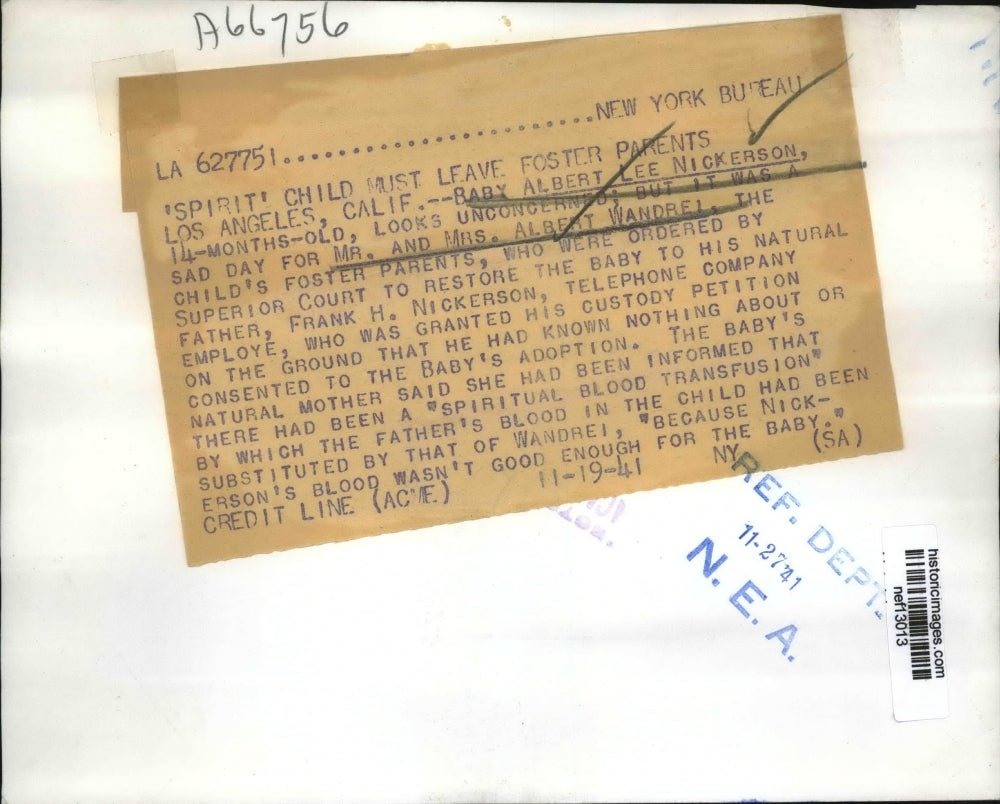 A66756
LA 627751.......................NEW YORK BUREAU
'SPIRIT' CHILD MUST LEAVE FOSTER PARENTS
LOS ANGELES, CALIF.--BABY ALBERT LEE NICKERSON,
14-MONTHS-OLD, LOOKS UNCONCERNED, BUT IT WAS A
SAD DAY FOR MR. AND MRS. ALBERT WANDREI, THE
CHILD'S FOSTER PARENTS, WHO WERE ORDERED BY
SUPERIOR COURT TO RESTORE THE BABY TO HIS NATURAL
FATHER, FRANK H. NICKERSON, TELEPHONE COMPANY
EMPLOYE, WHO WAS GRANTED HIS CUSTODY PETITION
ON THE GROUND THAT HE HAD KNOWN NOTHING ABOUT OR
CONSENTED TO THE BABY'S ADOPTION. THE BABY'S
NATURAL MOTHER SAID SHE HAD BEEN INFORMED THAT
THERE HAD BEEN A "SPIRITUAL BLOOD TRANSFUSION"
BY WHICH THE FATHER'S BLOOD IN THE CHILD HAD BEEN
SUBSTITUTED BY THAT OF WANDREI, "BECAUSE NICK-
ERSON'S BLOOD WASN'T GOOD ENOUGH FOR THE BABY."
CREDIT LINE (ACME) 11-19-41 NY (SA)
REF. DEPT.
11-27-41
N. E. A.
historicimages.com
nef13013